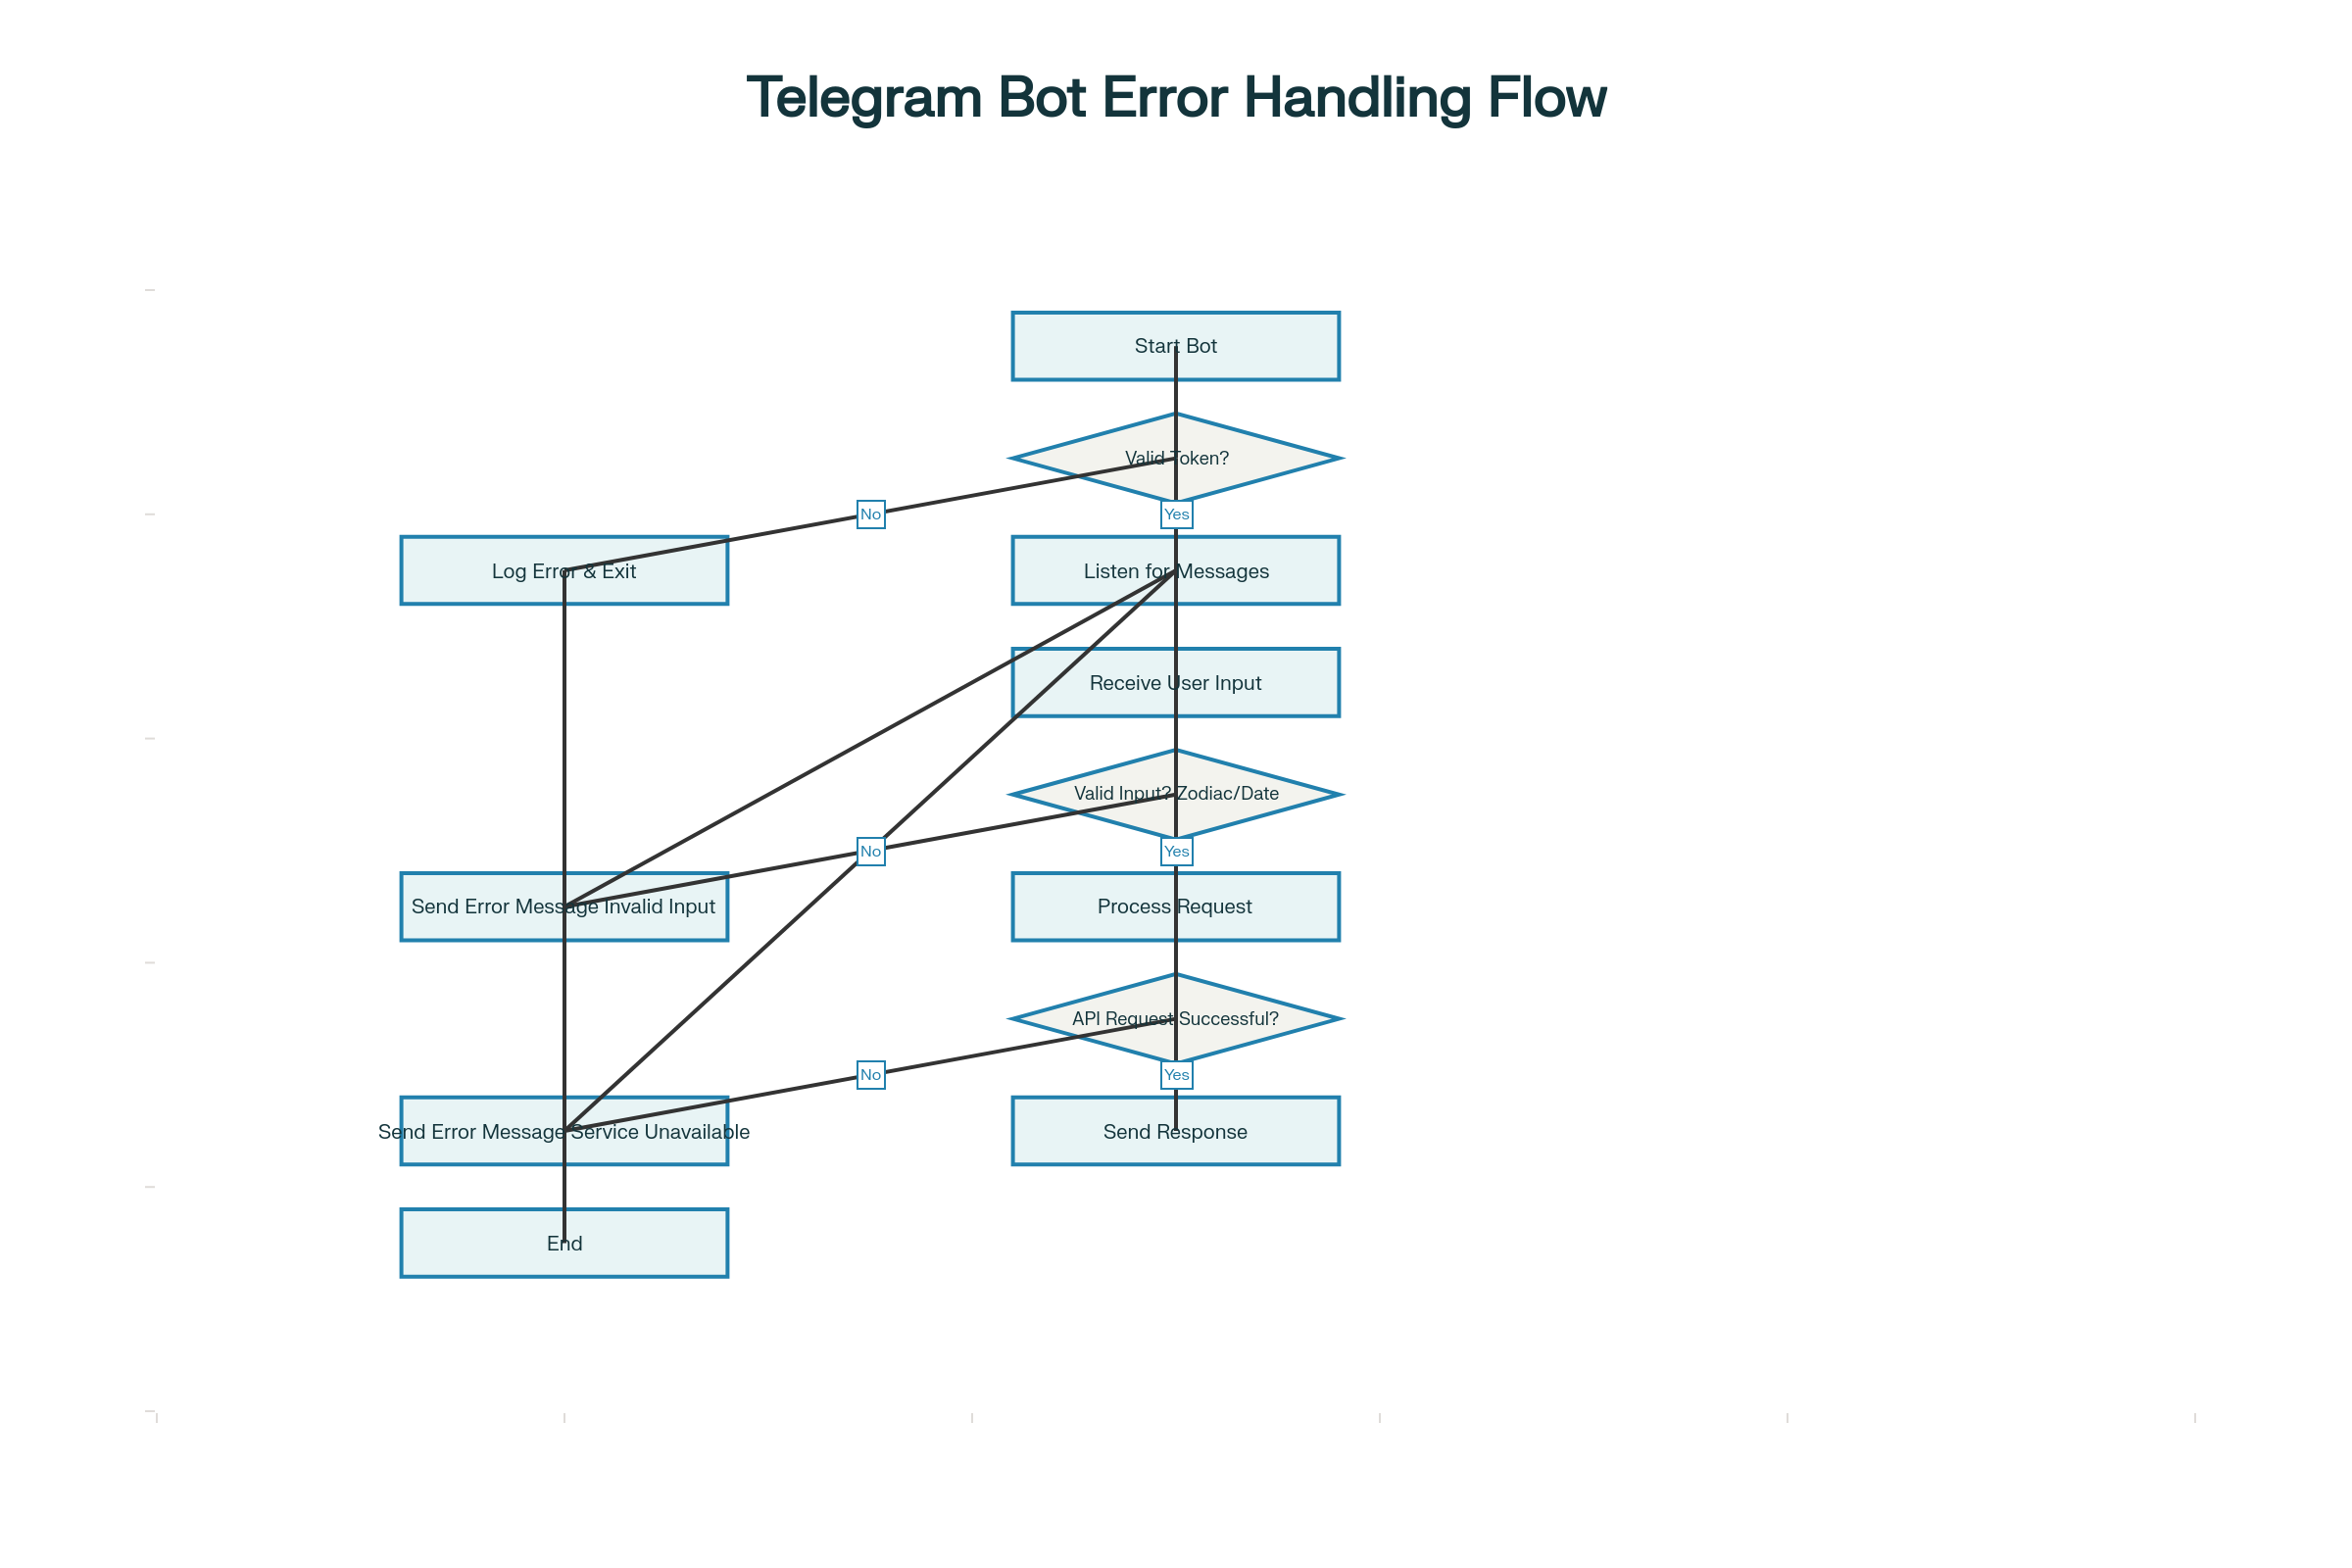 Telegram Bot Error Handling Flow
Start Bot
Valid Token?
No
Yes
Log Error & Exit
Listen for Messages
Receive User Input
Valid Input? Zodiac/Date
No
Yes
Send Error Message Invalid Input
Process Request
API Request Successful?
No
Yes
Send Error Message Service Unavailable
Send Response
End